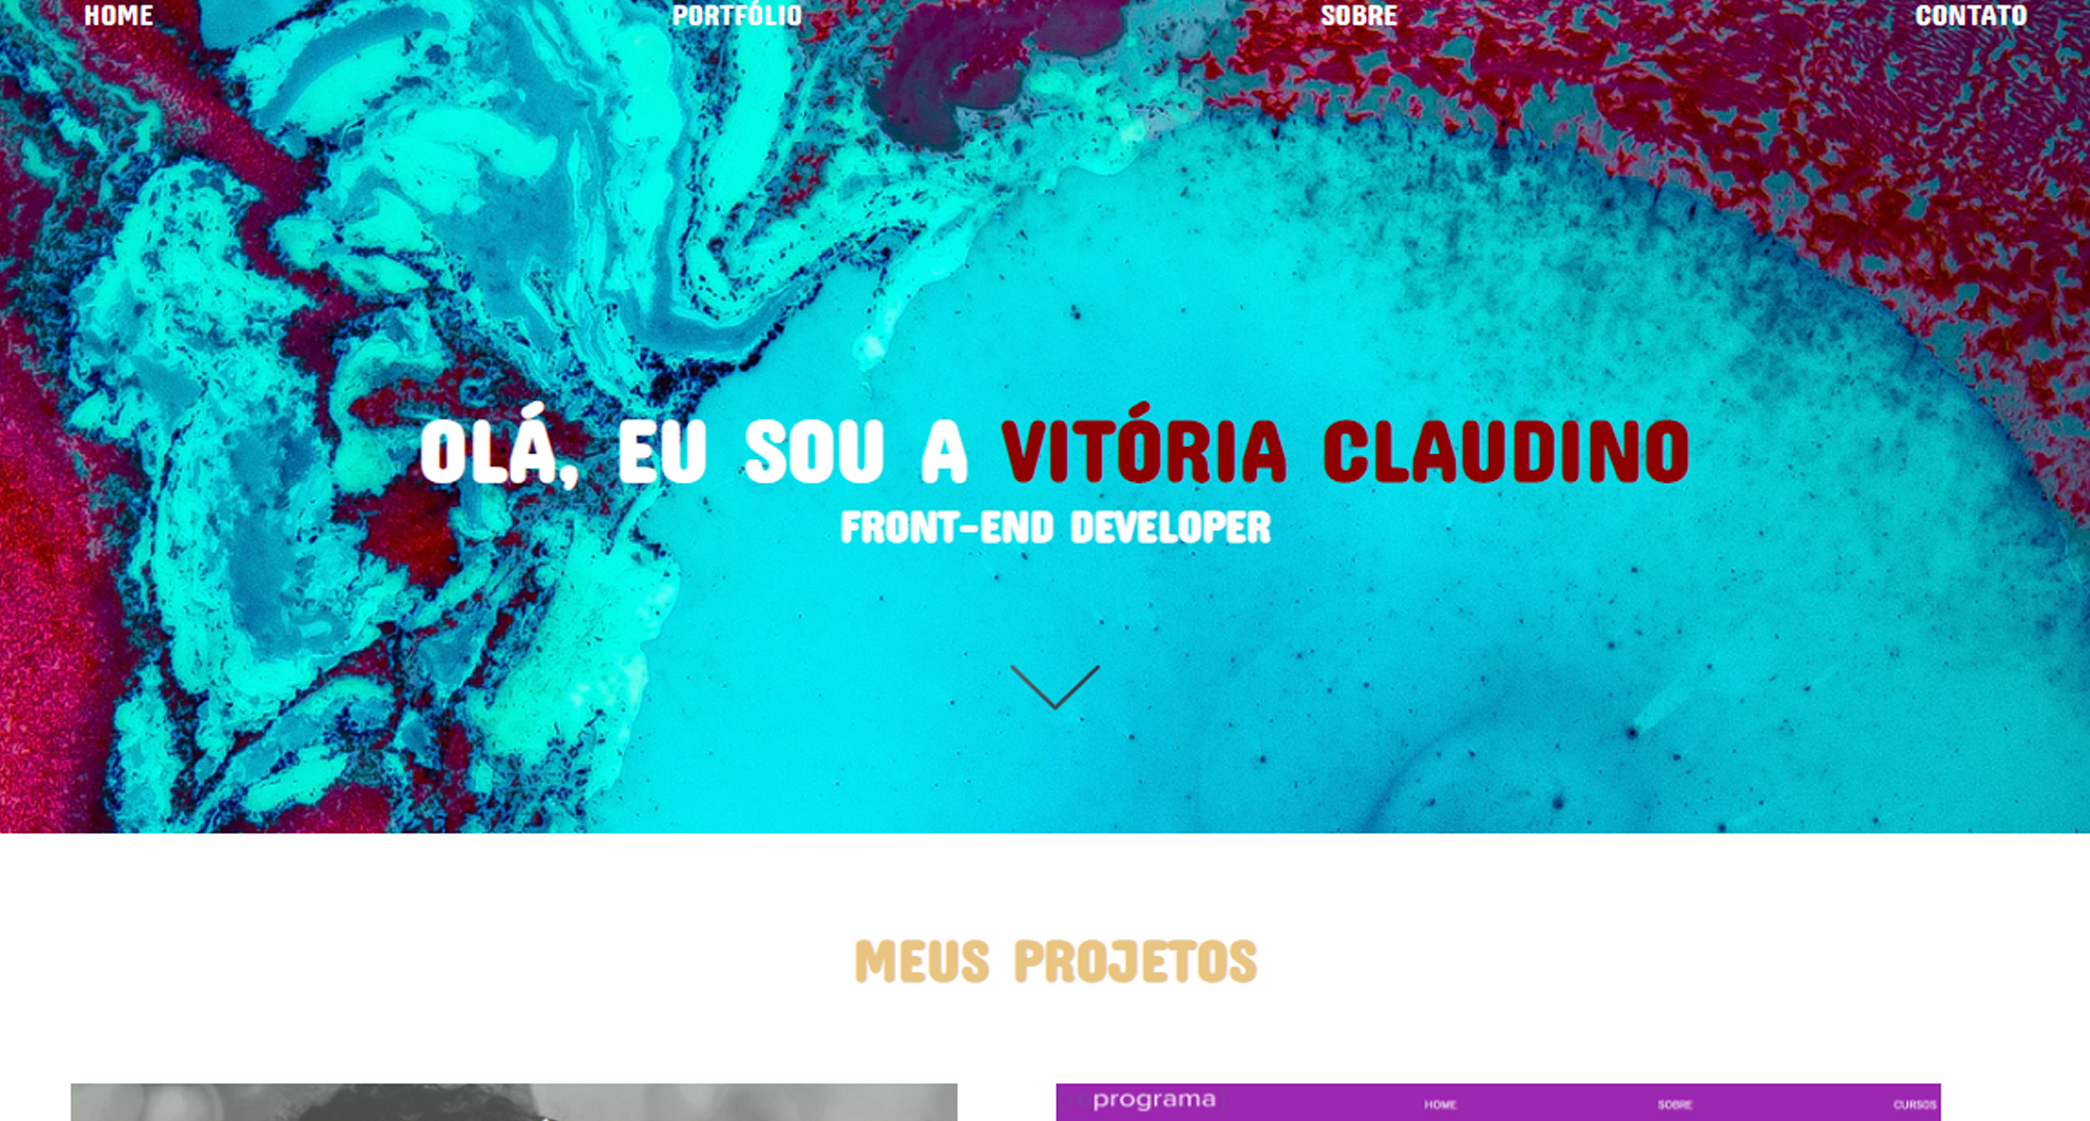 HOME PORTFÓLIO SOBRE CONTATO
OLÁ, EU SOU A VITÓRIA CLAUDINO
FRONT-END DEVELOPER
MEUS PROJETOS
programa HOME SOBRE CURSOS